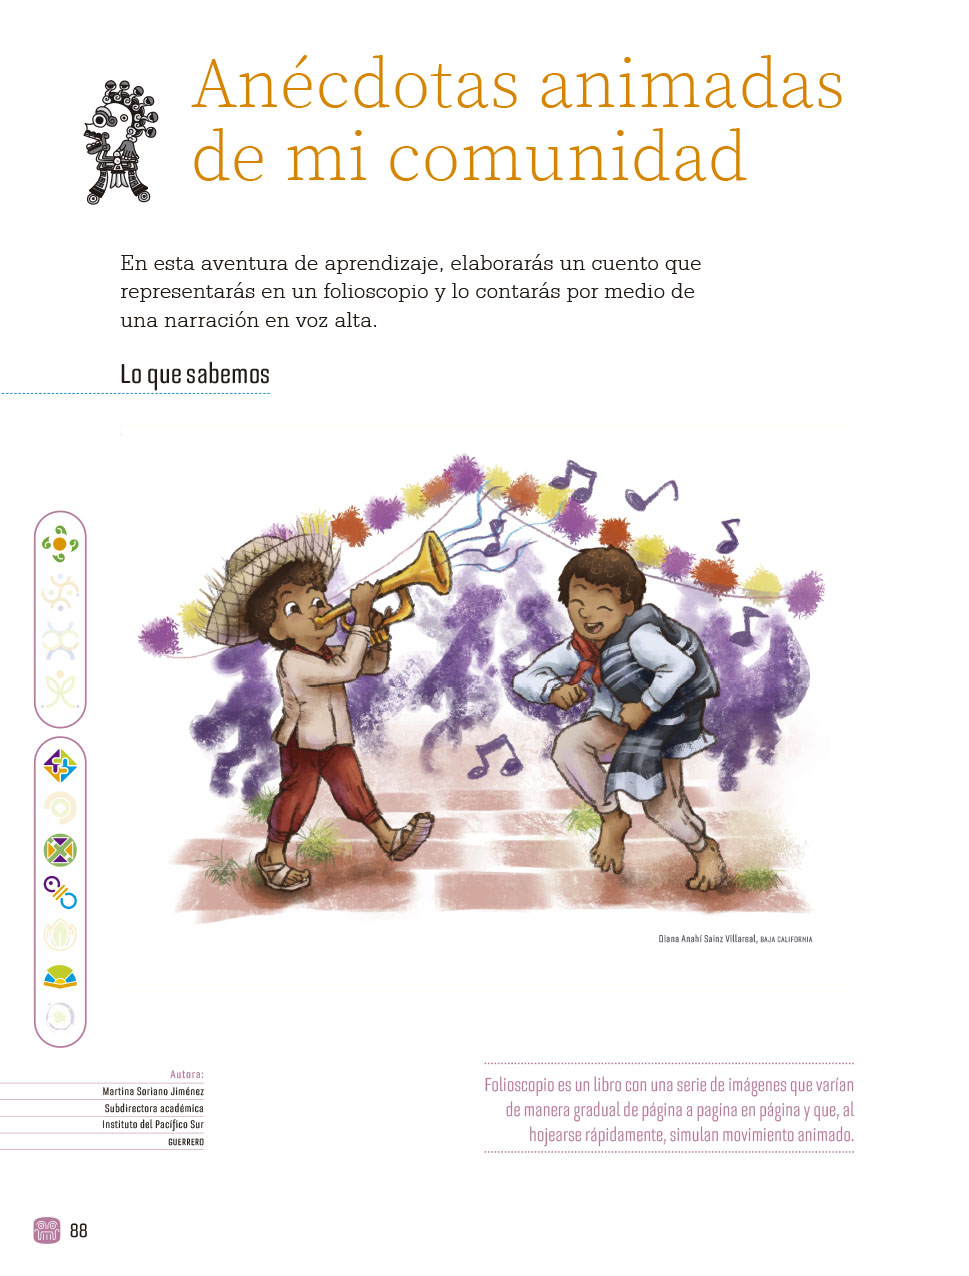 Anécdotas animadas
de mi comunidad
En esta aventura de aprendizaje, elaborarás un cuento que
representarás en un folioscopio y lo contarás por medio de
una narración en voz alta.
Lo que sabemos
Diana Anahí Sainz Villareal, BAJA CALIFORNIA
Autora:
Martina Soriano Jiménez
Subdirectora académica
Instituto del Pacífico Sur
GUERRERO
Folioscopio es un libro con una serie de imágenes que varían
de manera gradual de página a pagina en página y que, al
hojearse rápidamente, simulan movimiento animado.
88